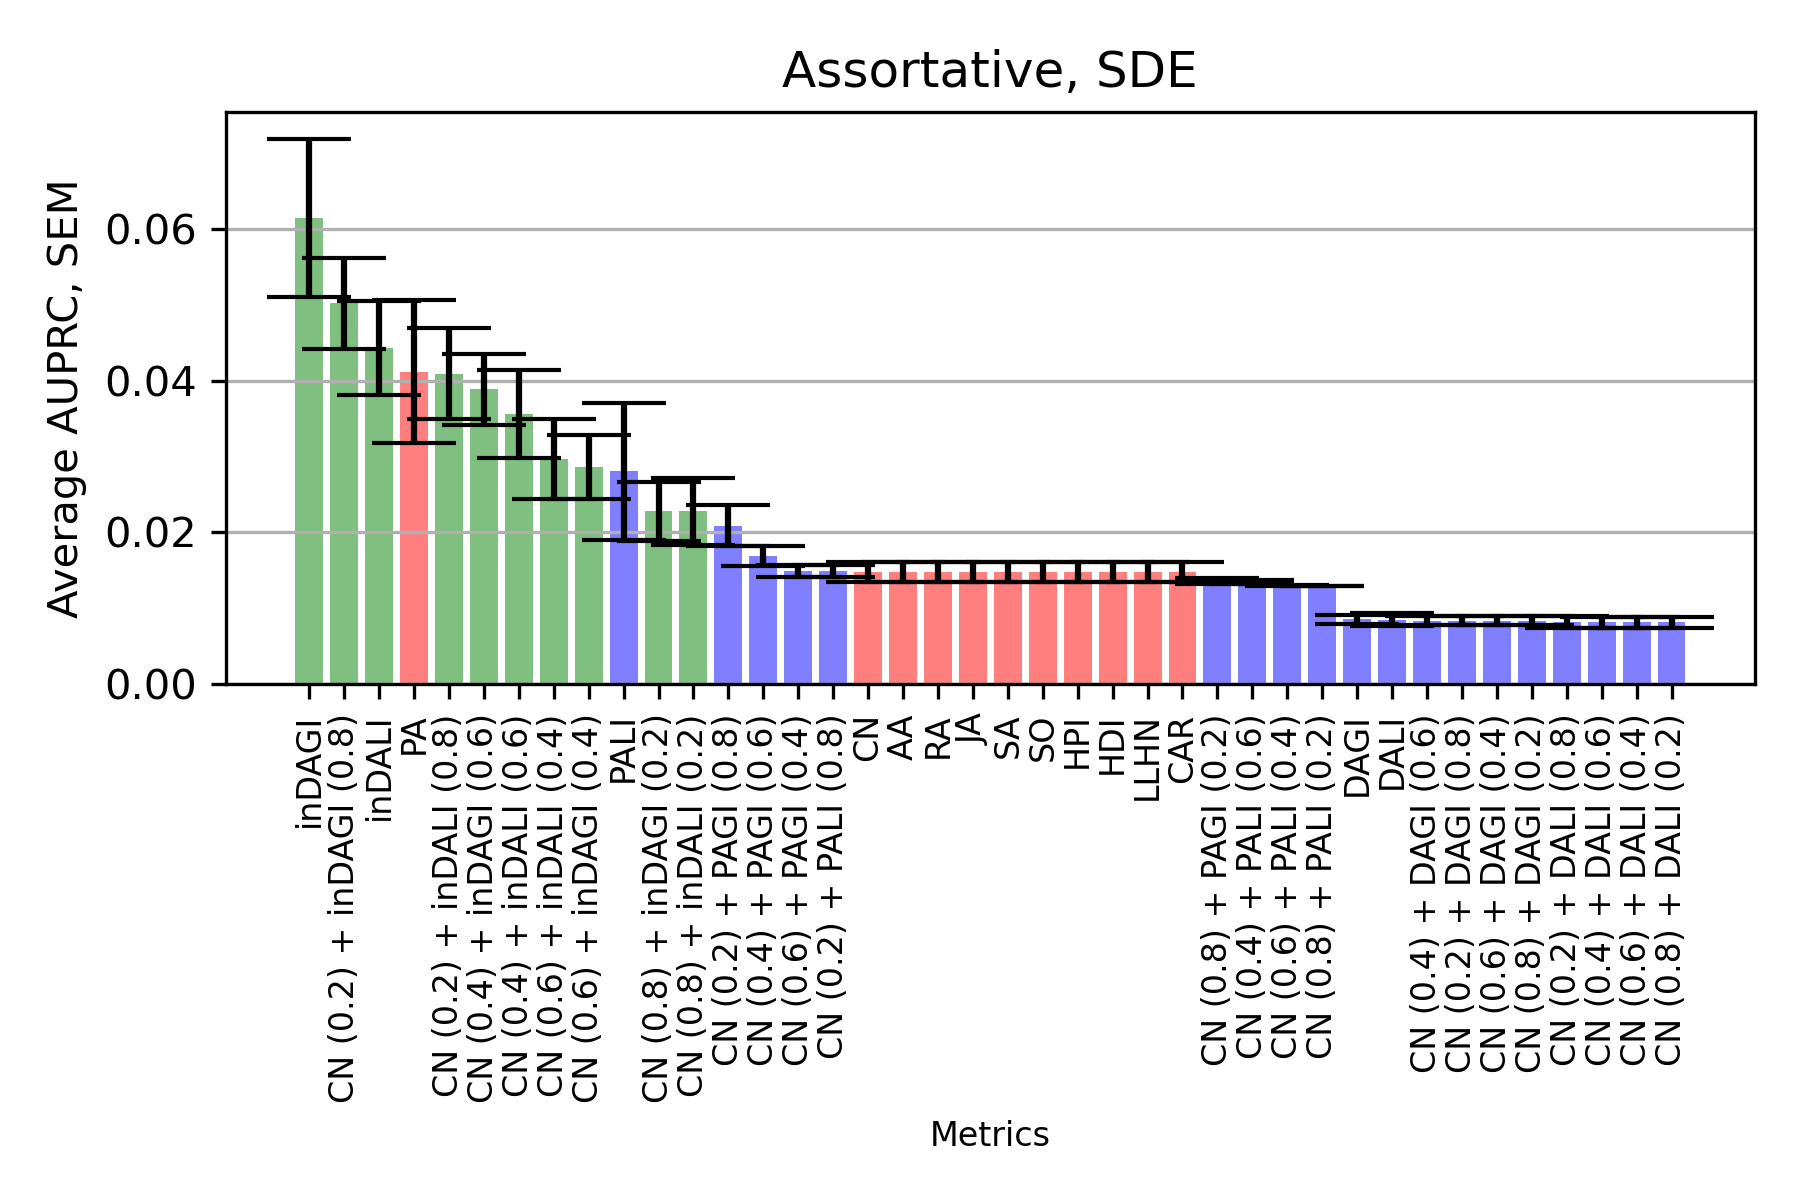 Assortative, SDE
Average AUPRC, SEM
0.06
0.04
0.02
0.00
inDAGI
CN (0.2) + inDAGI (0.8)
inDALI
PA
CN (0.2) + inDALI (0.8)
CN (0.4) + inDAGI (0.6)
CN (0.4) + inDALI (0.6)
CN (0.6) + inDALI (0.4)
CN (0.6) + inDAGI (0.4)
PALI
CN (0.8) + inDAGI (0.2)
CN (0.8) + inDALI (0.2)
CN (0.2) + PAGI (0.8)
CN (0.4) + PAGI (0.6)
CN (0.6) + PAGI (0.4)
CN (0.2) + PALI (0.8)
CN
AA
RA
JA
SA
SO
HPI
HDI
LLHN
CAR
CN (0.8) + PAGI (0.2)
CN (0.4) + PALI (0.6)
CN (0.6) + PALI (0.4)
CN (0.8) + PALI (0.2)
DAGI
DALI
CN (0.4) + DAGI (0.6)
CN (0.2) + DAGI (0.8)
CN (0.6) + DAGI (0.4)
CN (0.8) + DAGI (0.2)
CN (0.2) + DALI (0.8)
CN (0.4) + DALI (0.6)
CN (0.6) + DALI (0.4)
CN (0.8) + DALI (0.2)
Metrics